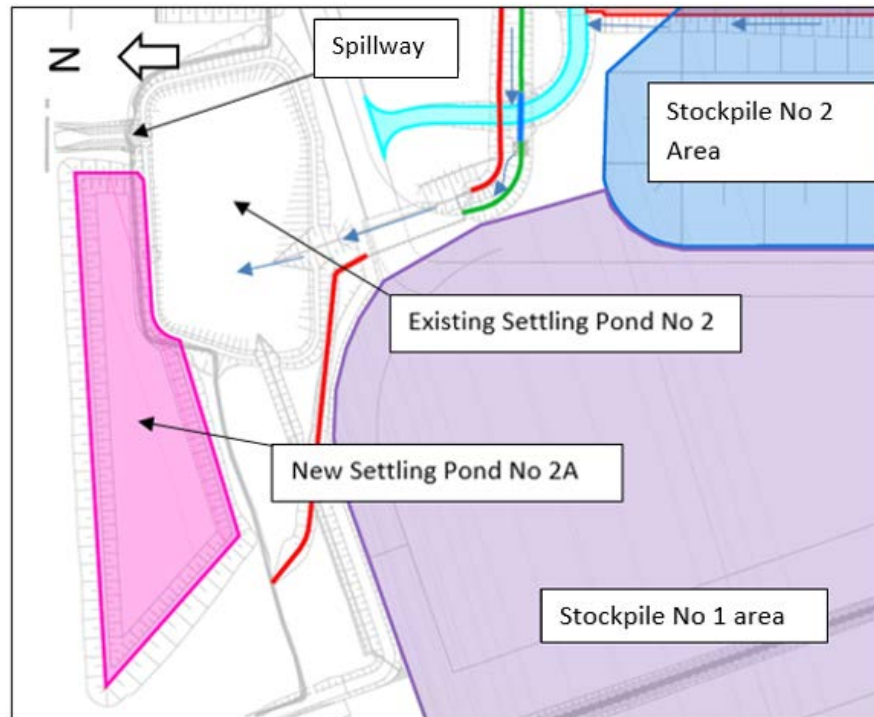 N
Spillway
Stockpile No 2
Area
Existing Settling Pond No 2
New Settling Pond No 2A
Stockpile No 1 area